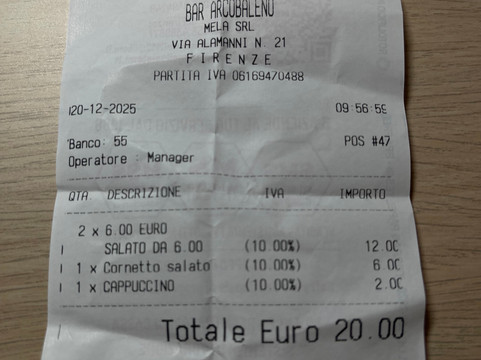 BAR ARCOBALENO
MELA SRL
VIA ALAMANNI N. 21
FIRENZE
PARTITA IVA 06169470488
20-12-2025 09:56:59
Banco: 55 POS #47
Operatore : Manager
QTA DESCRIZIONE IVA IMPORTO
2 x 6.00 EURO
SALATO DA 6.00 (10.00%) 12.00
1 x Cornetto salato (10.00%) 6.00
1 x CAPPUCCINO (10.00%) 2.00
Totale Euro 20.00